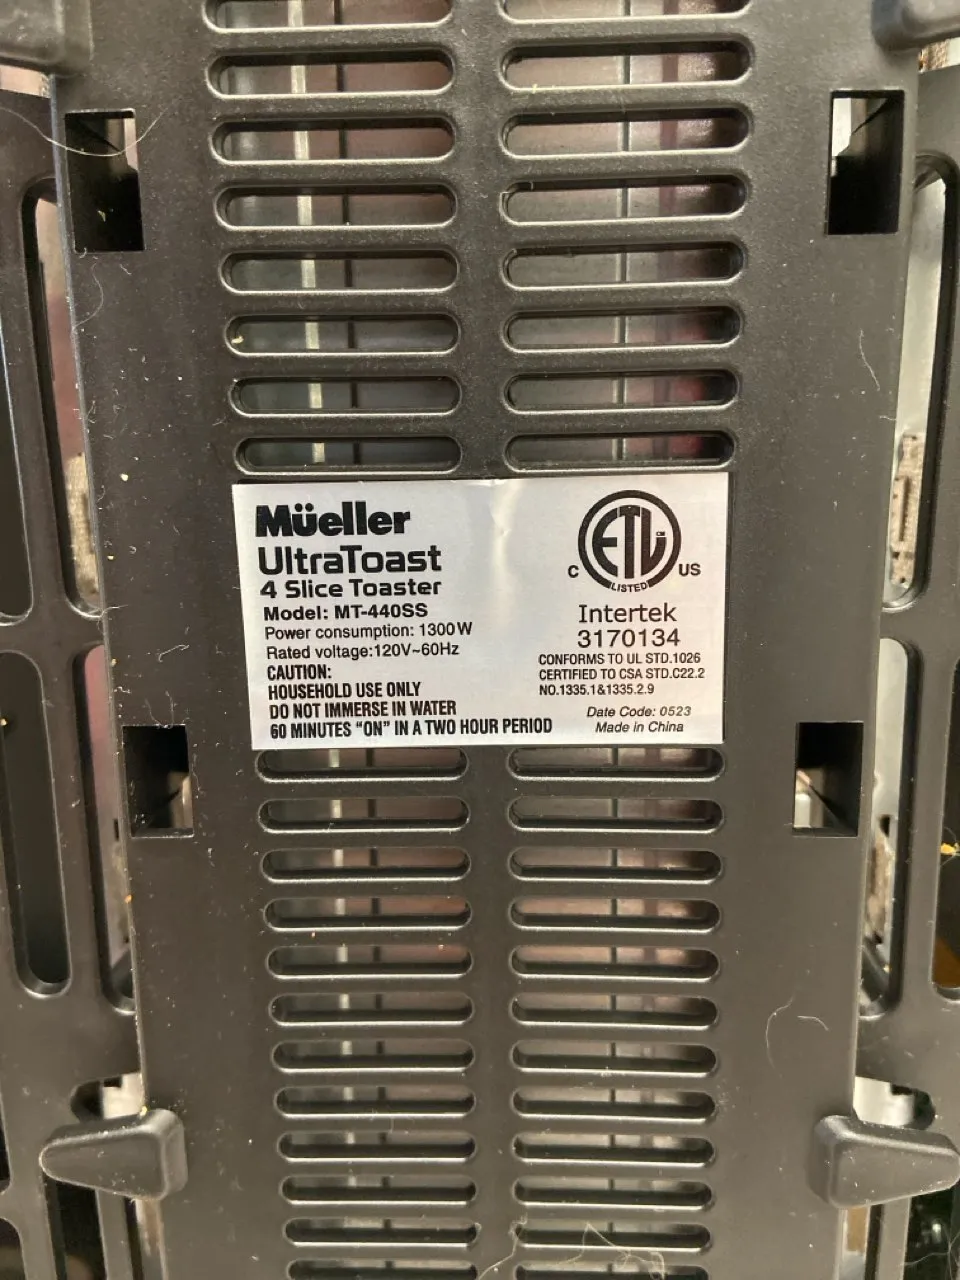 Müeller
UltraToast
4 Slice Toaster
Model: MT-440SS
Power consumption: 1300W
Rated voltage:120V~60Hz
CAUTION:
HOUSEHOLD USE ONLY
DO NOT IMMERSE IN WATER
60 MINUTES “ON” IN A TWO HOUR PERIOD
ETL
CM
C US
LISTED
Intertek
3170134
CONFORMS TO UL STD.1026
CERTIFIED TO CSA STD.C22.2
NO.1335.1&1335.2.9
Date Code: 0523
Made in China